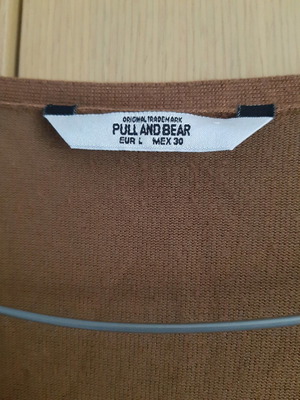 ORIGINAL TRADEMARK
PULL AND BEAR
EUR L MEX 30